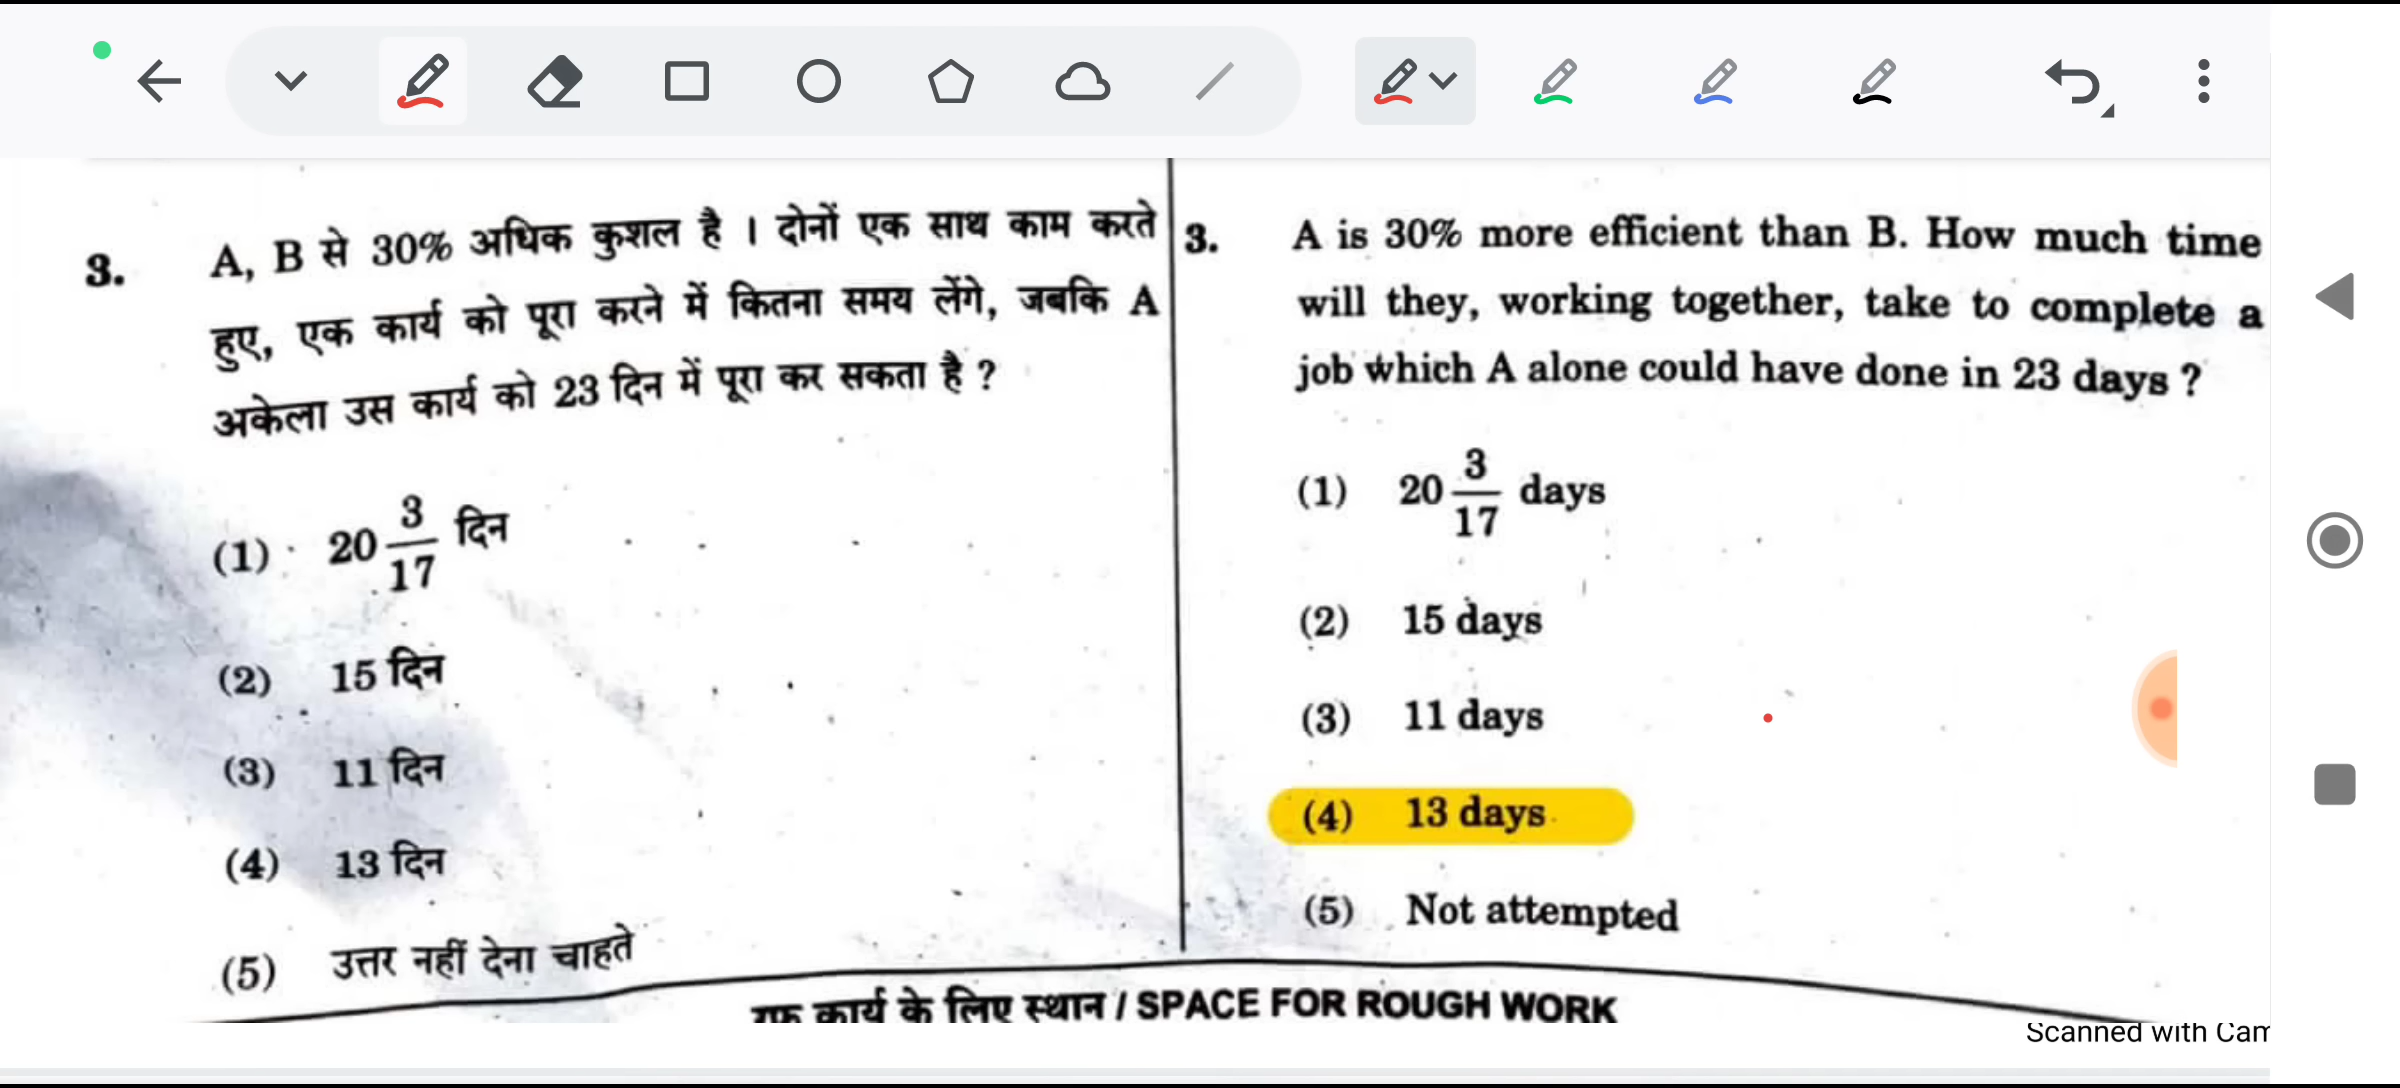 3. A, B से 30% अधिक कुशल है । दोनों एक साथ काम करते
हुए, एक कार्य को पूरा करने में कितना समय लेंगे, जबकि A
अकेला उस कार्य को 23 दिन में पूरा कर सकता है ?
(1) 20 3/17 दिन
(2) 15 दिन
(3) 11 दिन
(4) 13 दिन
(5) उत्तर नहीं देना चाहते
3. A is 30% more efficient than B. How much time
will they, working together, take to complete a
job which A alone could have done in 23 days ?
(1) 20 3/17 days
(2) 15 days
(3) 11 days
(4) 13 days
(5) Not attempted
रफ कार्य के लिए स्थान / SPACE FOR ROUGH WORK
Scanned with Cam